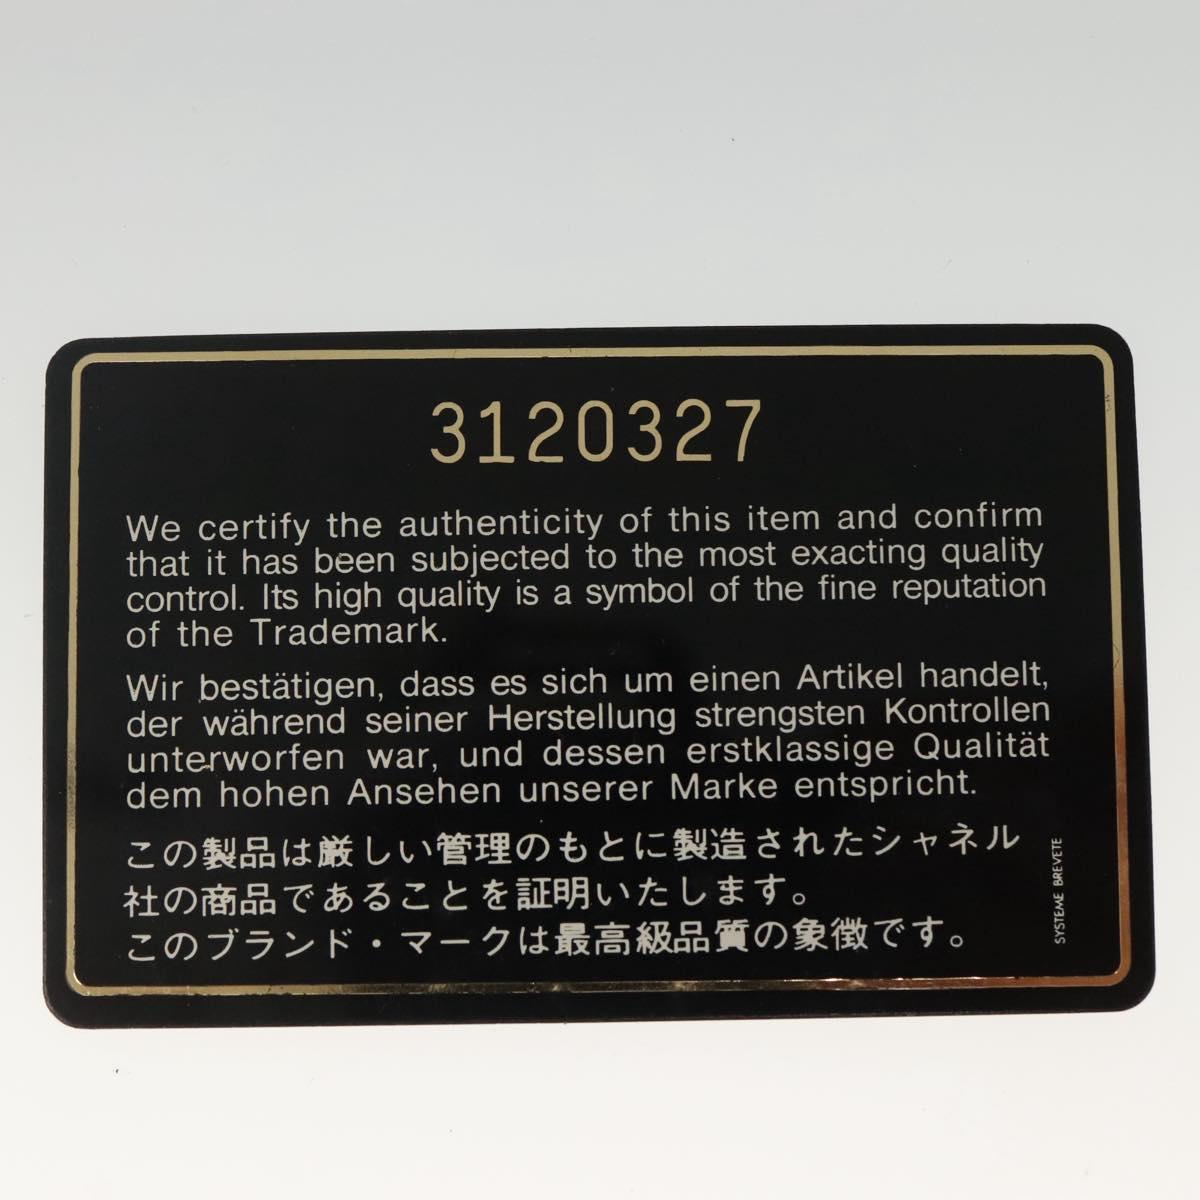 3120327
We certify the authenticity of this item and confirm
that it has been subjected to the most exacting quality
control. Its high quality is a symbol of the fine reputation
of the Trademark.
Wir bestätigen, dass es sich um einen Artikel handelt,
der während seiner Herstellung strengsten Kontrollen
unterworfen war, und dessen erstklassige Qualität
dem hohen Ansehen unserer Marke entspricht.
この製品は厳しい管理のもとに製造されたシャネル
社の商品であることを証明いたします。
このブランド・マークは最高級品質の象徴です。
SYSTEME BREVETE